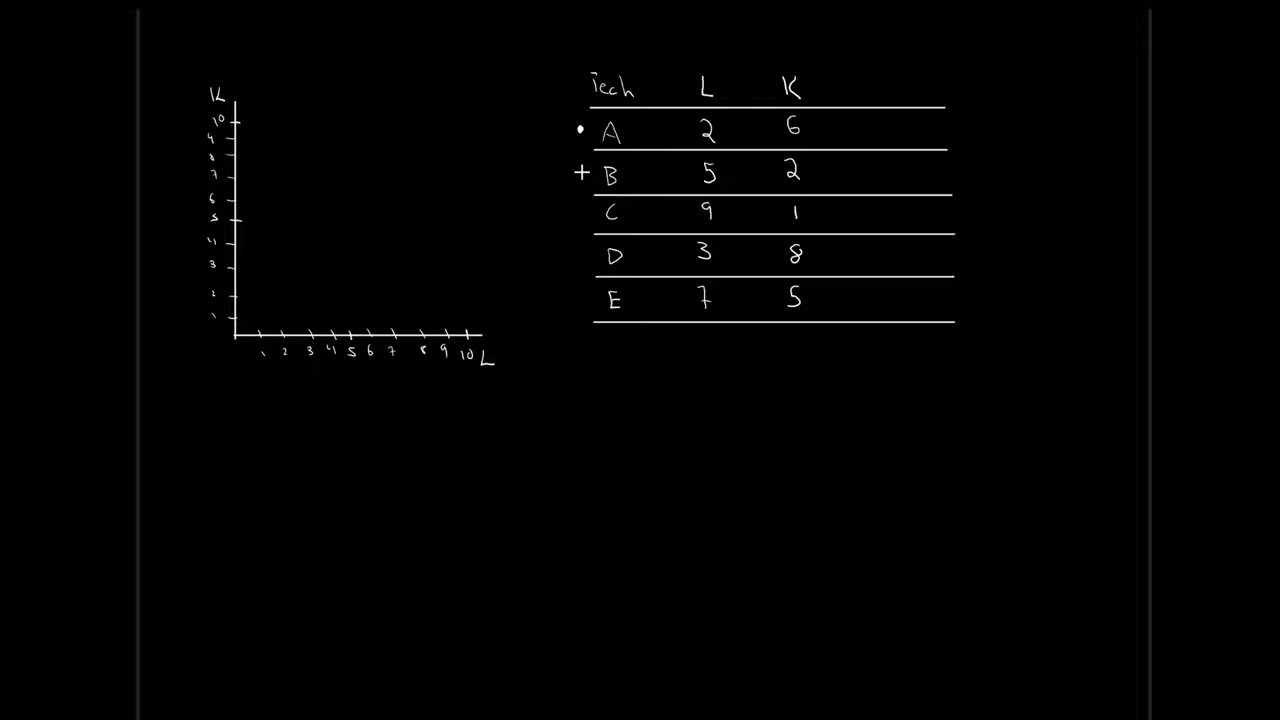 K
10
9
8
7
6
5
4
3
2
1
1 2 3 4 5 6 7 8 9 10 L
Tech L K
• A 2 6
+ B 5 2
C 9 1
D 3 8
E 7 5